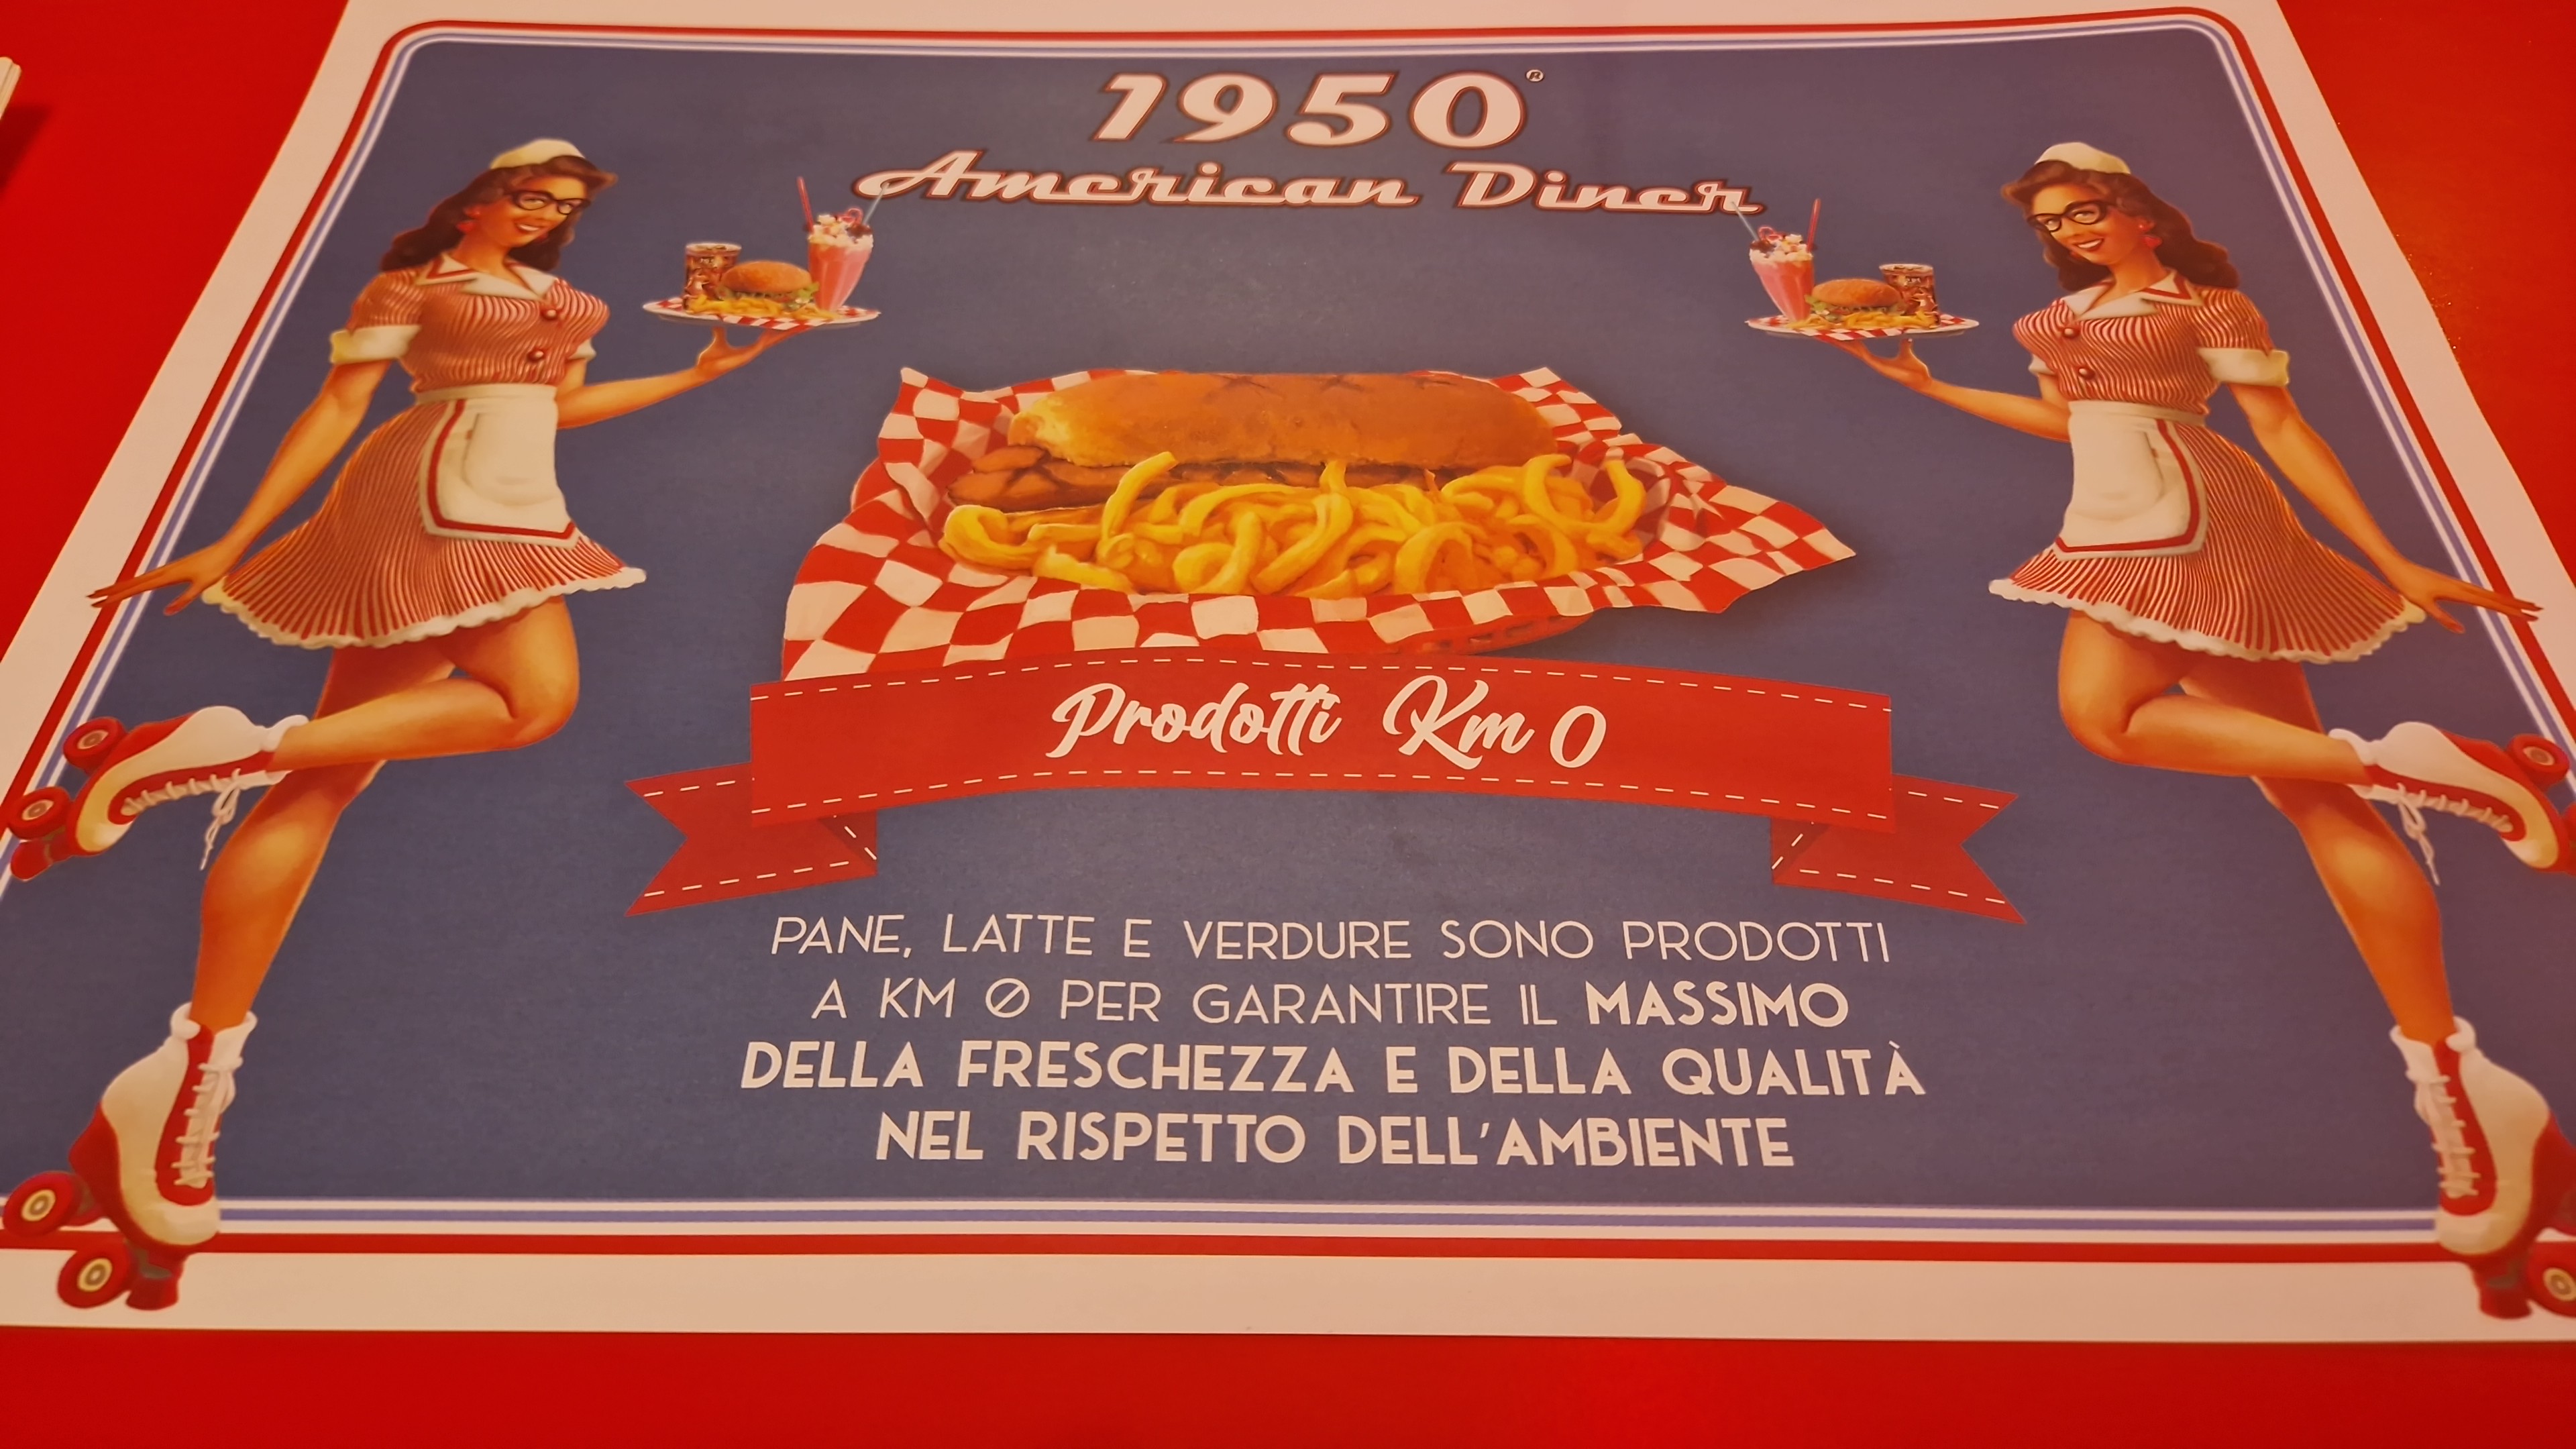 1950®
American Diner
Prodotti Km 0
PANE, LATTE E VERDURE SONO PRODOTTI
A KM 0 PER GARANTIRE IL MASSIMO
DELLA FRESCHEZZA E DELLA QUALITÀ
NEL RISPETTO DELL'AMBIENTE